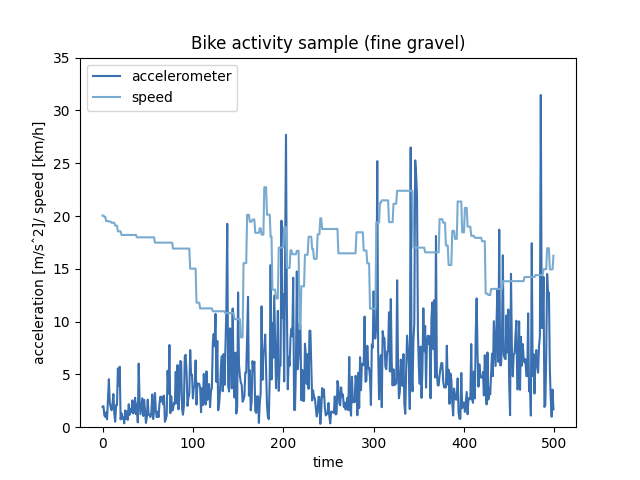 Bike activity sample (fine gravel)
accelerometer
speed
acceleration [m/s^2]/ speed [km/h]
35
30
25
20
15
10
5
0
0 100 200 300 400 500
time